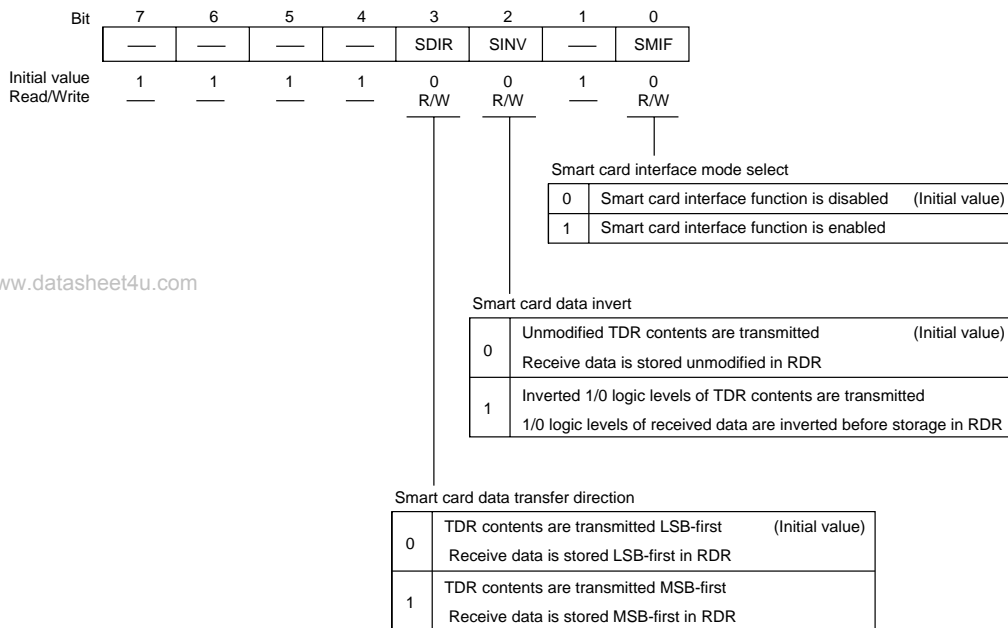 Bit 7 6 5 4 3 2 1 0
— — — — SDIR SINV — SMIF
Initial value 1 1 1 1 0 0 1 0
Read/Write — — — — R/W R/W — R/W
Smart card interface mode select
0 Smart card interface function is disabled (Initial value)
1 Smart card interface function is enabled
ww.datasheet4u.com
Smart card data invert
0 Unmodified TDR contents are transmitted (Initial value)
Receive data is stored unmodified in RDR
1 Inverted 1/0 logic levels of TDR contents are transmitted
1/0 logic levels of received data are inverted before storage in RDR
Smart card data transfer direction
0 TDR contents are transmitted LSB-first (Initial value)
Receive data is stored LSB-first in RDR
1 TDR contents are transmitted MSB-first
Receive data is stored MSB-first in RDR